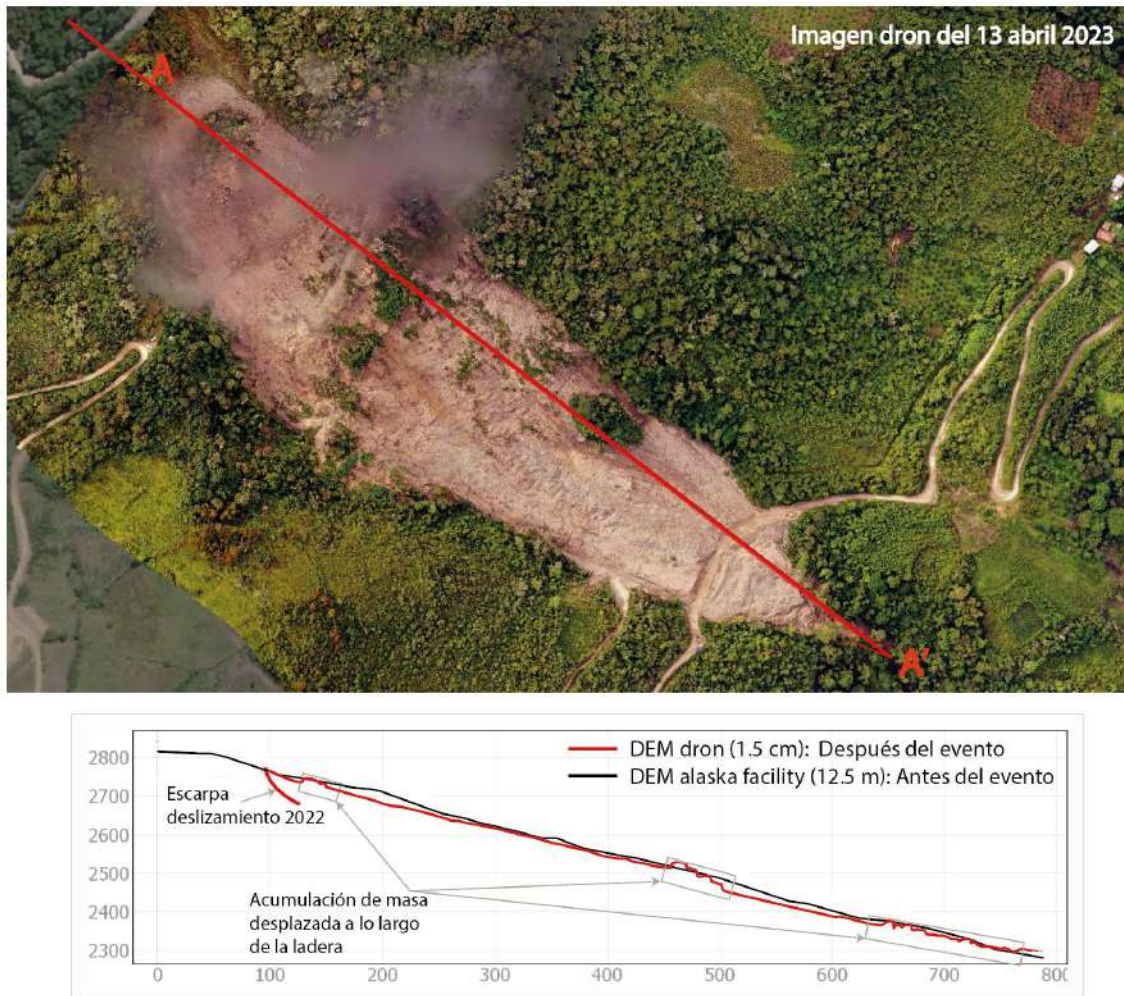 Imagen dron del 13 abril 2023
A
A'
2800
2700
2600
2500
2400
2300
DEM dron (1.5 cm): Después del evento
DEM alaska facility (12.5 m): Antes del evento
Escarpa
deslizamiento 2022
Acumulación de masa
desplazada a lo largo
de la ladera
0
100
200
300
400
500
600
700